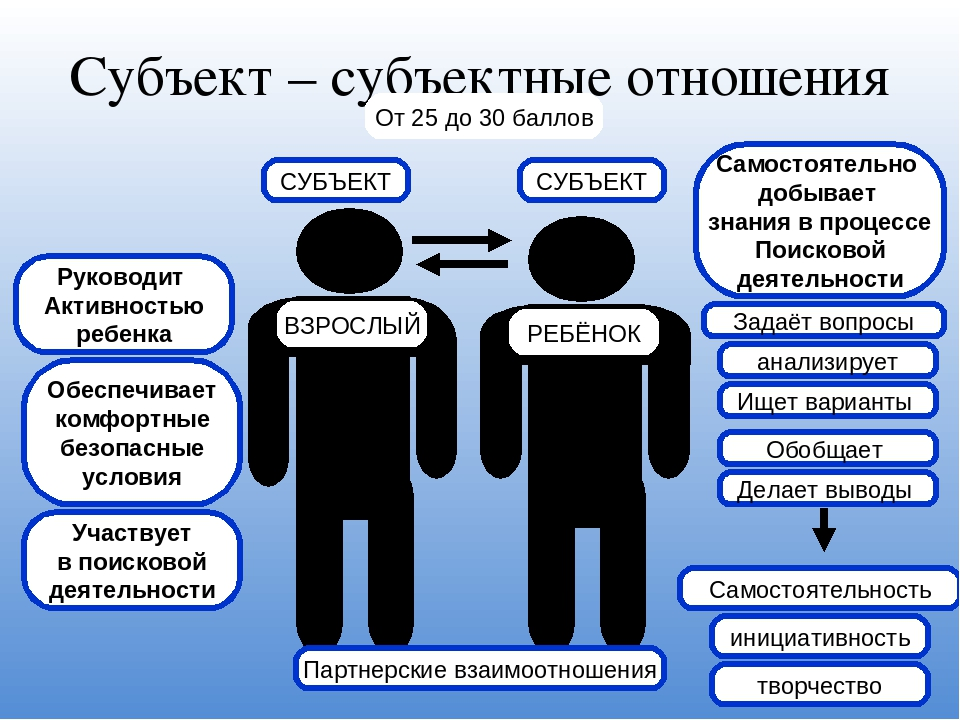 Субъект – субъектные отношения
От 25 до 30 баллов
СУБЪЕКТ
СУБЪЕКТ
ВЗРОСЛЫЙ
РЕБЁНОК
Руководит
Активностью
ребенка
Обеспечивает
комфортные
безопасные
условия
Участвует
в поисковой
деятельности
Самостоятельно
добывает
знания в процессе
Поисковой
деятельности
Задаёт вопросы
анализирует
Ищет варианты
Обобщает
Делает выводы
Самостоятельность
инициативность
творчество
Партнерские взаимоотношения